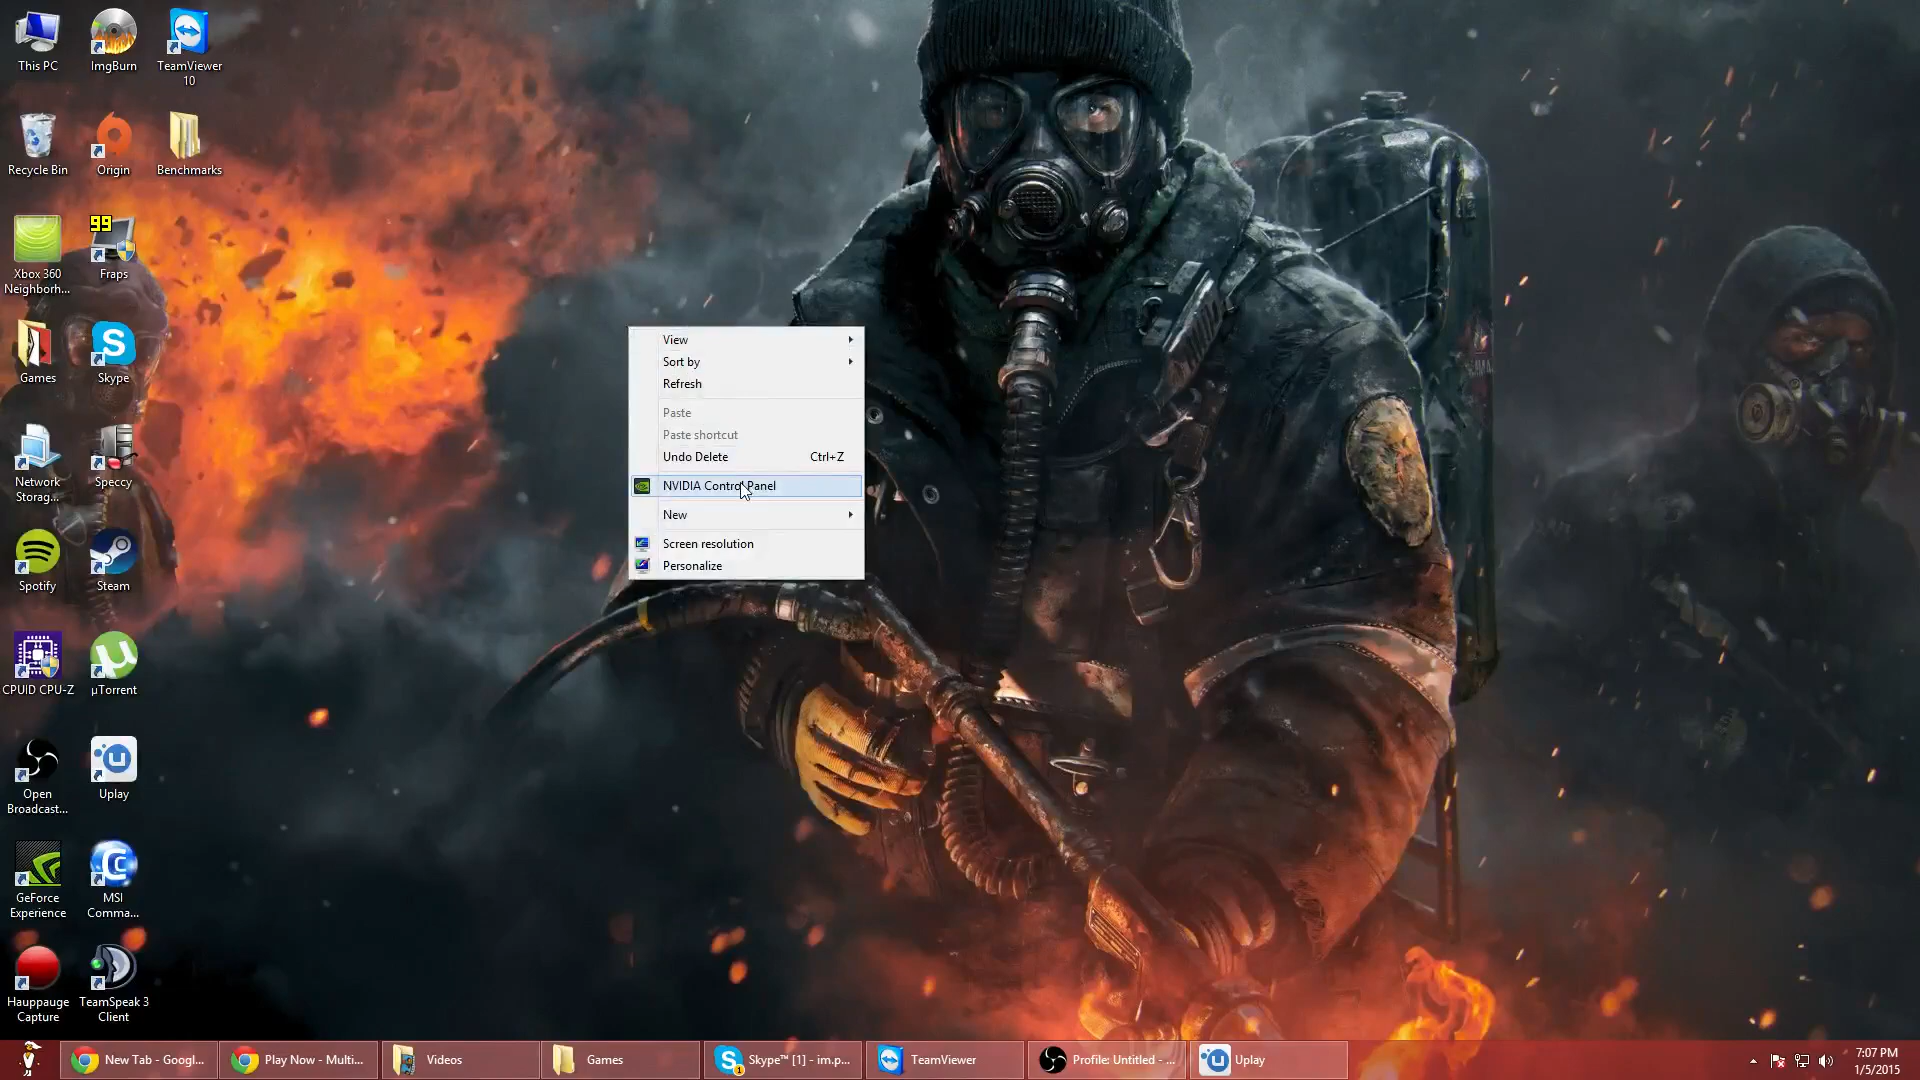 This PC
ImgBurn
TeamViewer
10
Recycle Bin
Origin
Benchmarks
99
Xbox 360
Neighborh...
Fraps
Games
Skype
Network
Storag...
Speccy
Spotify
Steam
CPUID CPU-Z
µTorrent
Open
Broadcast...
Uplay
GeForce
Experience
MSI
Comma...
Hauppauge
Capture
TeamSpeak 3
Client
View
Sort by
Refresh
Paste
Paste shortcut
Undo Delete Ctrl+Z
NVIDIA Control Panel
New
Screen resolution
Personalize
New Tab - Googl...
Play Now - Multi...
Videos
Games
Skype™ [1] - im.p...
TeamViewer
Profile: Untitled - ...
Uplay
7:07 PM
1/5/2015